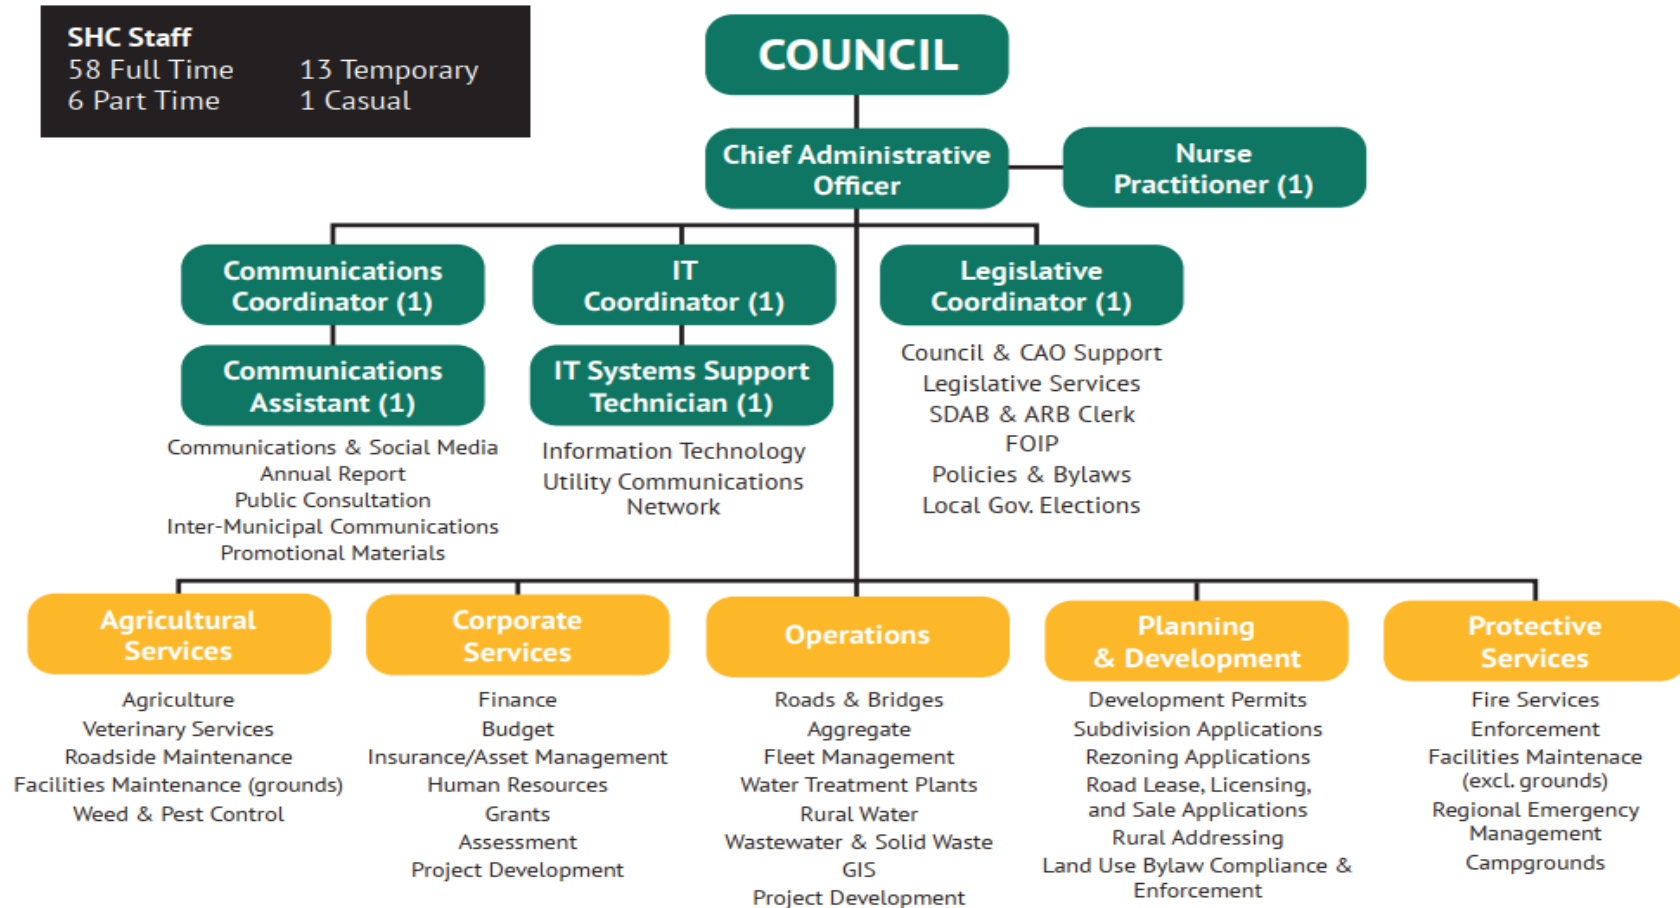 SHC Staff
58 Full Time 13 Temporary
6 Part Time 1 Casual
COUNCIL
Chief Administrative
Officer
Nurse
Practitioner (1)
Communications
Coordinator (1)
Communications
Assistant (1)
Communications & Social Media
Annual Report
Public Consultation
Inter-Municipal Communications
Promotional Materials
IT
Coordinator (1)
IT Systems Support
Technician (1)
Information Technology
Utility Communications
Network
Legislative
Coordinator (1)
Council & CAO Support
Legislative Services
SDAB & ARB Clerk
FOIP
Policies & Bylaws
Local Gov. Elections
Agricultural
Services
Agriculture
Veterinary Services
Roadside Maintenance
Facilities Maintenance (grounds)
Weed & Pest Control
Corporate
Services
Finance
Budget
Insurance/Asset Management
Human Resources
Grants
Assessment
Project Development
Operations
Roads & Bridges
Aggregate
Fleet Management
Water Treatment Plants
Rural Water
Wastewater & Solid Waste
GIS
Project Development
Planning
& Development
Development Permits
Subdivision Applications
Rezoning Applications
Road Lease, Licensing,
and Sale Applications
Rural Addressing
Land Use Bylaw Compliance &
Enforcement
Protective
Services
Fire Services
Enforcement
Facilities Maintenace
(excl. grounds)
Regional Emergency
Management
Campgrounds